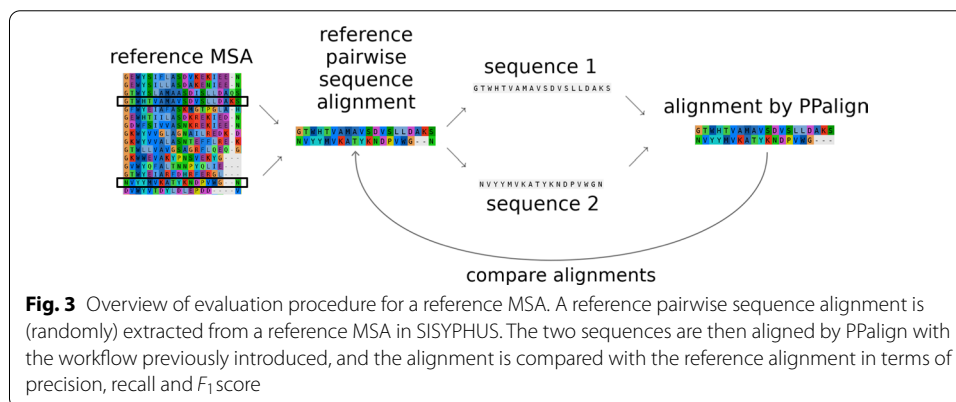 reference MSA
reference
pairwise
sequence
alignment
GTWHTVAMAVSDVSLLDAKS
NVYYMVKATYKNDPVWG--N
sequence 1
GTWHTVAMAVSDVSLLDAKS
NVYYMVKATYKNDPVWGN
sequence 2
alignment by PPalign
GTWHTVAMAVSDVSLLDAKS
NVYYMVKATYKNDPVWG---
compare alignments
Fig. 3 Overview of evaluation procedure for a reference MSA. A reference pairwise sequence alignment is
(randomly) extracted from a reference MSA in SISYPHUS. The two sequences are then aligned by PPalign with
the workflow previously introduced, and the alignment is compared with the reference alignment in terms of
precision, recall and F1 score